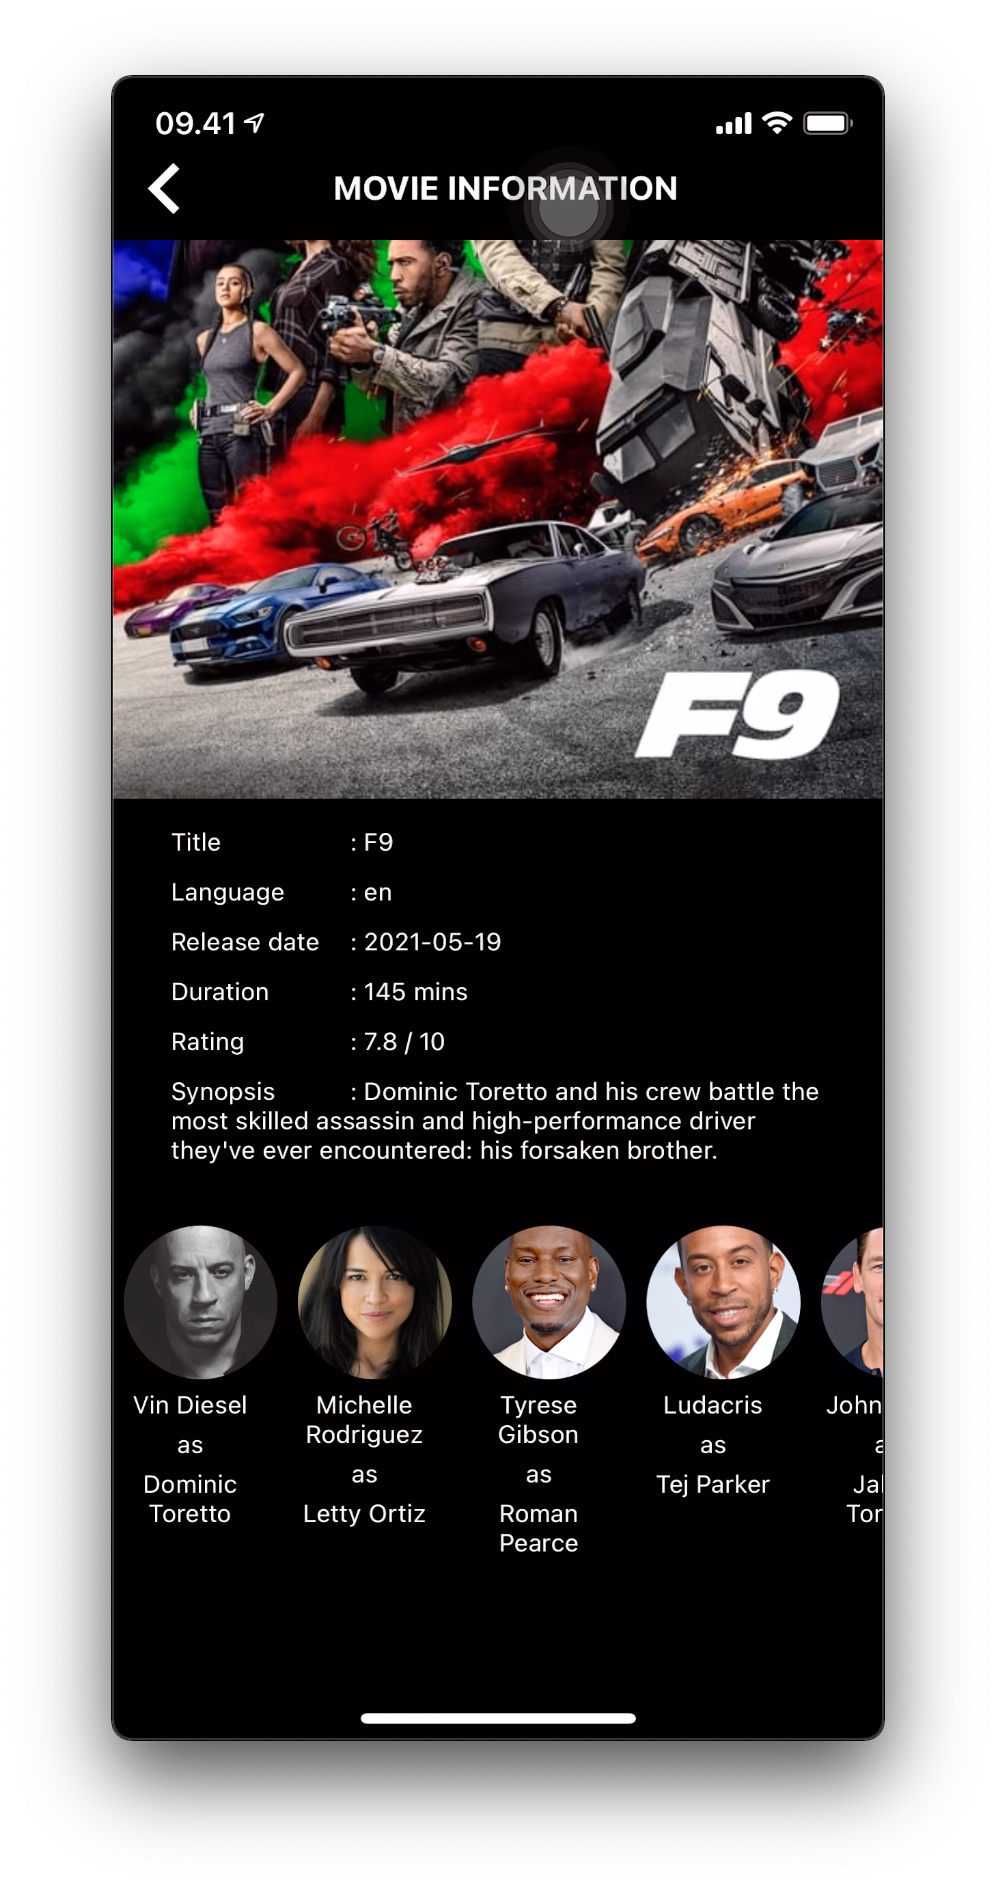 09.41
MOVIE INFORMATION
F9
Title : F9
Language : en
Release date : 2021-05-19
Duration : 145 mins
Rating : 7.8 / 10
Synopsis : Dominic Toretto and his crew battle the
most skilled assassin and high-performance driver
they've ever encountered: his forsaken brother.
Vin Diesel
as
Dominic
Toretto
Michelle
Rodriguez
as
Letty Ortiz
Tyrese
Gibson
as
Roman
Pearce
Ludacris
as
Tej Parker
John